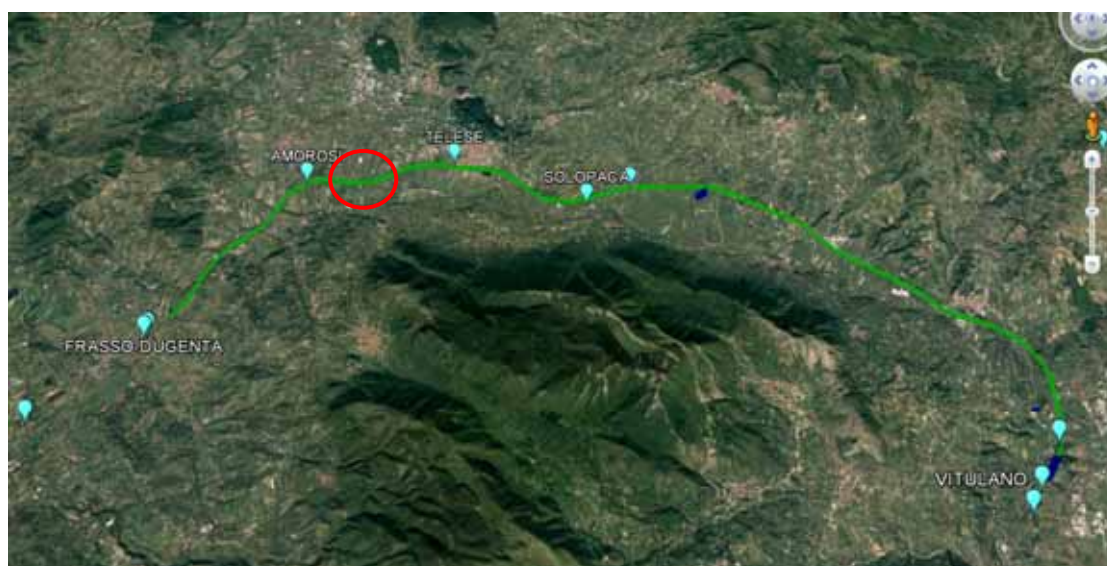 TELESE
AMOROSI
SOLOPACA
FRASSO DUGENTA
VITULANO